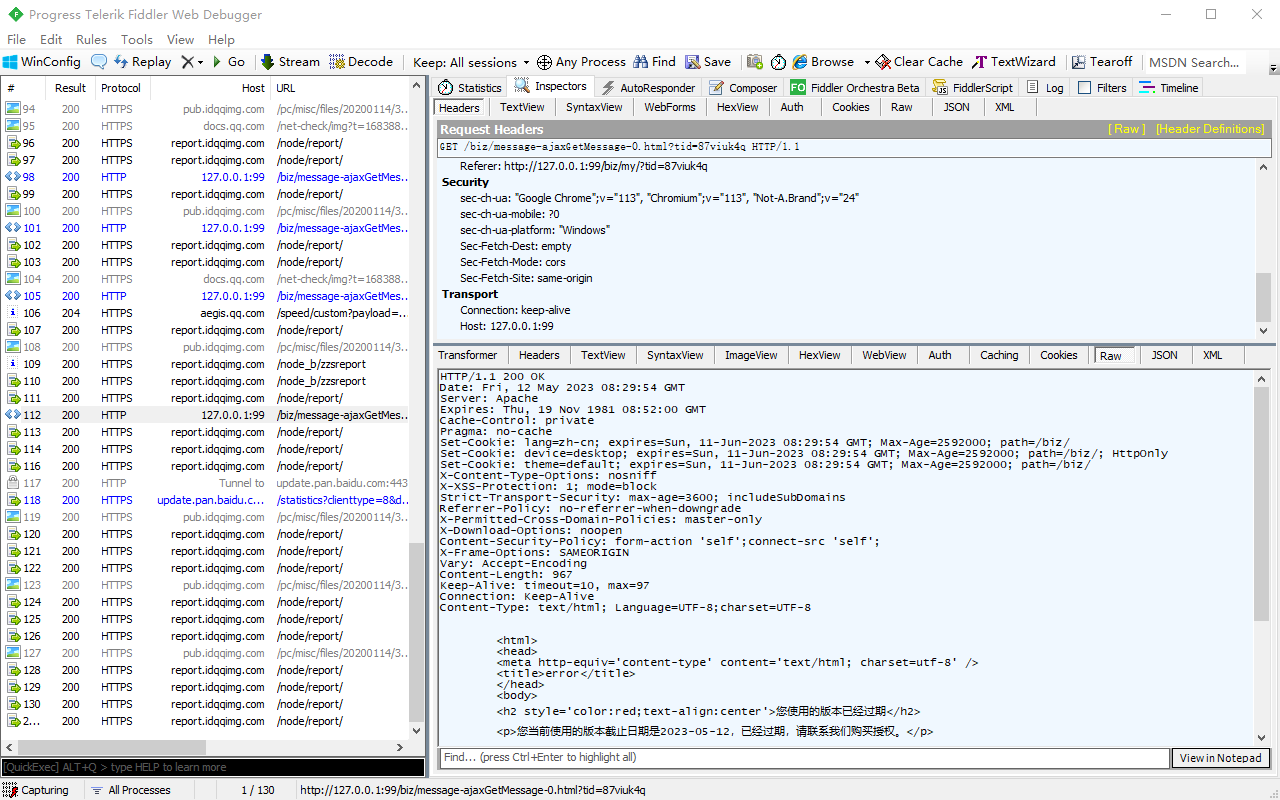 Progress Telerik Fiddler Web Debugger
File Edit Rules Tools View Help
WinConfig Replay Go Stream Decode Keep: All sessions Any Process Find Save Browse Clear Cache TextWizard Tearoff MSDN Search...
# Result Protocol Host URL
94 200 HTTPS pub.idqqimg.com /pc/misc/files/20200114/3...
95 200 HTTPS docs.qq.com /net-check/img?t=168388...
96 200 HTTPS report.idqqimg.com /node/report/
97 200 HTTPS report.idqqimg.com /node/report/
98 200 HTTP 127.0.0.1:99 /biz/message-ajaxGetMes...
99 200 HTTPS report.idqqimg.com /node/report/
100 200 HTTPS pub.idqqimg.com /pc/misc/files/20200114/3...
101 200 HTTP 127.0.0.1:99 /biz/message-ajaxGetMes...
102 200 HTTPS report.idqqimg.com /node/report/
103 200 HTTPS report.idqqimg.com /node/report/
104 200 HTTPS docs.qq.com /net-check/img?t=168388...
105 200 HTTP 127.0.0.1:99 /biz/message-ajaxGetMes...
106 204 HTTPS aegis.qq.com /speed/custom?payload=...
107 200 HTTPS report.idqqimg.com /node/report/
108 200 HTTPS pub.idqqimg.com /pc/misc/files/20200114/3...
109 200 HTTPS report.idqqimg.com /node_b/zzsreport
110 200 HTTPS report.idqqimg.com /node_b/zzsreport
111 200 HTTPS report.idqqimg.com /node/report/
112 200 HTTP 127.0.0.1:99 /biz/message-ajaxGetMes...
113 200 HTTPS report.idqqimg.com /node/report/
114 200 HTTPS report.idqqimg.com /node/report/
116 200 HTTPS report.idqqimg.com /node/report/
117 200 HTTP Tunnel to update.pan.baidu.com:443
118 200 HTTPS update.pan.baidu.c... /statistics?clienttype=8&d...
119 200 HTTPS pub.idqqimg.com /pc/misc/files/20200114/3...
120 200 HTTPS report.idqqimg.com /node/report/
121 200 HTTPS report.idqqimg.com /node/report/
122 200 HTTPS report.idqqimg.com /node/report/
123 200 HTTPS pub.idqqimg.com /pc/misc/files/20200114/3...
124 200 HTTPS report.idqqimg.com /node/report/
125 200 HTTPS report.idqqimg.com /node/report/
126 200 HTTPS report.idqqimg.com /node/report/
127 200 HTTPS pub.idqqimg.com /pc/misc/files/20200114/3...
128 200 HTTPS report.idqqimg.com /node/report/
129 200 HTTPS report.idqqimg.com /node/report/
130 200 HTTPS report.idqqimg.com /node/report/
2... 200 HTTPS report.idqqimg.com /node/report/
[QuickExec] ALT+Q > type HELP to learn more
Statistics Inspectors AutoResponder Composer FO Fiddler Orchestra Beta FiddlerScript Log Filters Timeline
Headers TextView SyntaxView WebForms HexView Auth Cookies Raw JSON XML
Request Headers [ Raw ] [Header Definitions]
GET /biz/message-ajaxGetMessage-0.html?tid=87viuk4q HTTP/1.1
Referer: http://127.0.0.1:99/biz/my/?tid=87viuk4q
Security
sec-ch-ua: "Google Chrome";v="113", "Chromium";v="113", "Not-A.Brand";v="24"
sec-ch-ua-mobile: ?0
sec-ch-ua-platform: "Windows"
Sec-Fetch-Dest: empty
Sec-Fetch-Mode: cors
Sec-Fetch-Site: same-origin
Transport
Connection: keep-alive
Host: 127.0.0.1:99
Transformer Headers TextView SyntaxView ImageView HexView WebView Auth Caching Cookies Raw JSON XML
HTTP/1.1 200 OK
Date: Fri, 12 May 2023 08:29:54 GMT
Server: Apache
Expires: Thu, 19 Nov 1981 08:52:00 GMT
Cache-Control: private
Pragma: no-cache
Set-Cookie: lang=zh-cn; expires=Sun, 11-Jun-2023 08:29:54 GMT; Max-Age=2592000; path=/biz/
Set-Cookie: device=desktop; expires=Sun, 11-Jun-2023 08:29:54 GMT; Max-Age=2592000; path=/biz/; HttpOnly
Set-Cookie: theme=default; expires=Sun, 11-Jun-2023 08:29:54 GMT; Max-Age=2592000; path=/biz/
X-Content-Type-Options: nosniff
X-XSS-Protection: 1; mode=block
Strict-Transport-Security: max-age=3600; includeSubDomains
Referrer-Policy: no-referrer-when-downgrade
X-Permitted-Cross-Domain-Policies: master-only
X-Download-Options: noopen
Content-Security-Policy: form-action 'self';connect-src 'self';
X-Frame-Options: SAMEORIGIN
Vary: Accept-Encoding
Content-Length: 967
Keep-Alive: timeout=10, max=97
Connection: Keep-Alive
Content-Type: text/html; Language=UTF-8;charset=UTF-8
<html>
<head>
<meta http-equiv='content-type' content='text/html; charset=utf-8' />
<title>error</title>
</head>
<body>
<h2 style='color:red;text-align:center'>您使用的版本已经过期</h2>
<p>您当前使用的版本截止日期是2023-05-12，已经过期，请联系我们购买授权。</p>
Find... (press Ctrl+Enter to highlight all) View in Notepad
Capturing All Processes 1 / 130 http://127.0.0.1:99/biz/message-ajaxGetMessage-0.html?tid=87viuk4q